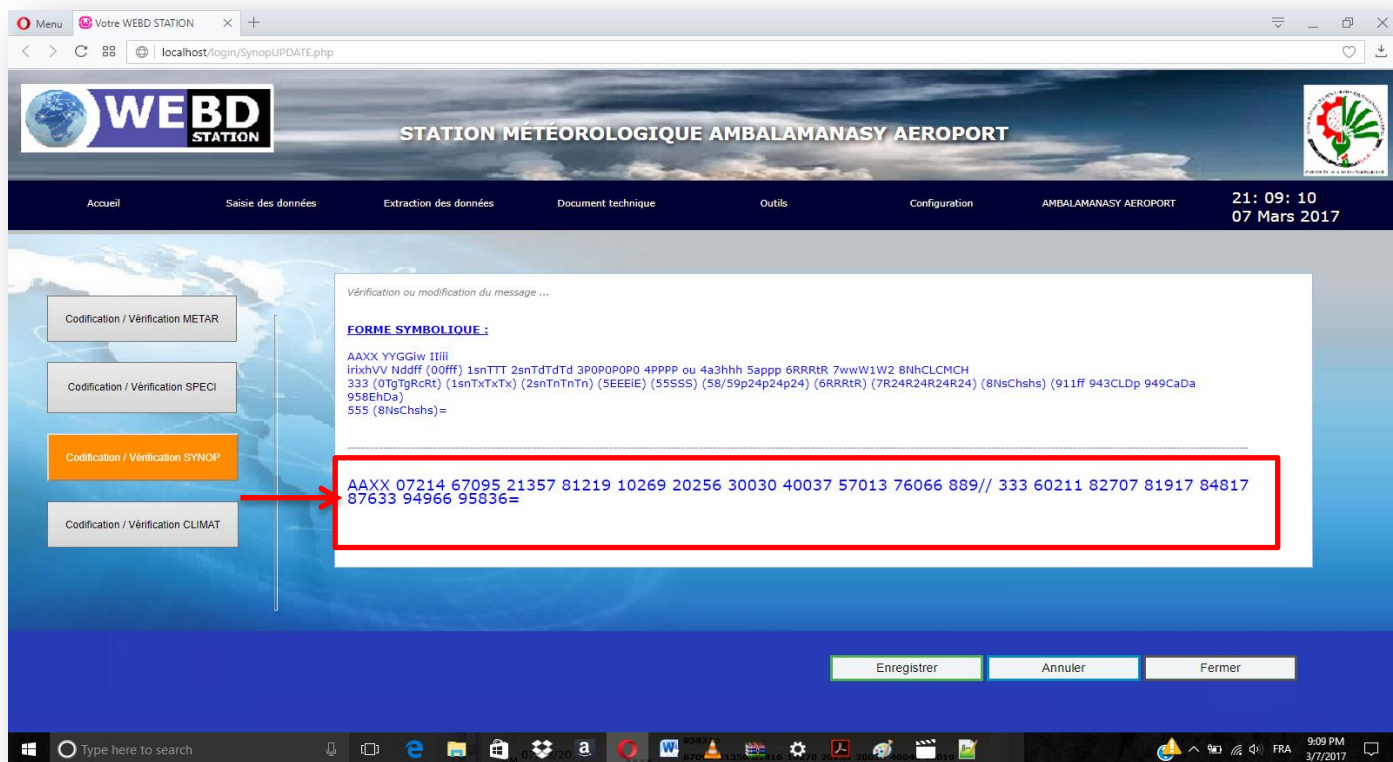 Menu
Votre WEBD STATION
localhost/login/SynopUPDATE.php
WEBD
STATION
STATION MÉTÉOROLOGIQUE AMBALAMANASY AEROPORT
Accueil
Saisie des données
Extraction des données
Document technique
Outils
Configuration
AMBALAMANASY AEROPORT
21: 09: 10
07 Mars 2017
Codification / Vérification METAR
Codification / Vérification SPECI
Codification / Vérification SYNOP
Codification / Vérification CLIMAT
Vérification ou modification du message ...
FORME SYMBOLIQUE :
AAXX YYGGiw IIiii
irixhVV Nddff (00fff) 1snTTT 2snTdTdTd 3P0P0P0P0 4PPPP ou 4a3hhh 5appp 6RRRtR 7wwW1W2 8NhCLCMCH
333 (0TgTgRcRt) (1snTxTxTx) (2snTnTnTn) (5EEEiE) (55SSS) (58/59p24p24p24) (6RRRtR) (7R24R24R24R24) (8NsChshs) (911ff 943CLDp 949CaDa
958EhDa)
555 (8NsChshs)=
AAXX 07214 67095 21357 81219 10269 20256 30030 40037 57013 76066 889// 333 60211 82707 81917 84817
87633 94966 95836=
Enregistrer
Annuler
Fermer
Type here to search
FRA
9:09 PM
3/7/2017